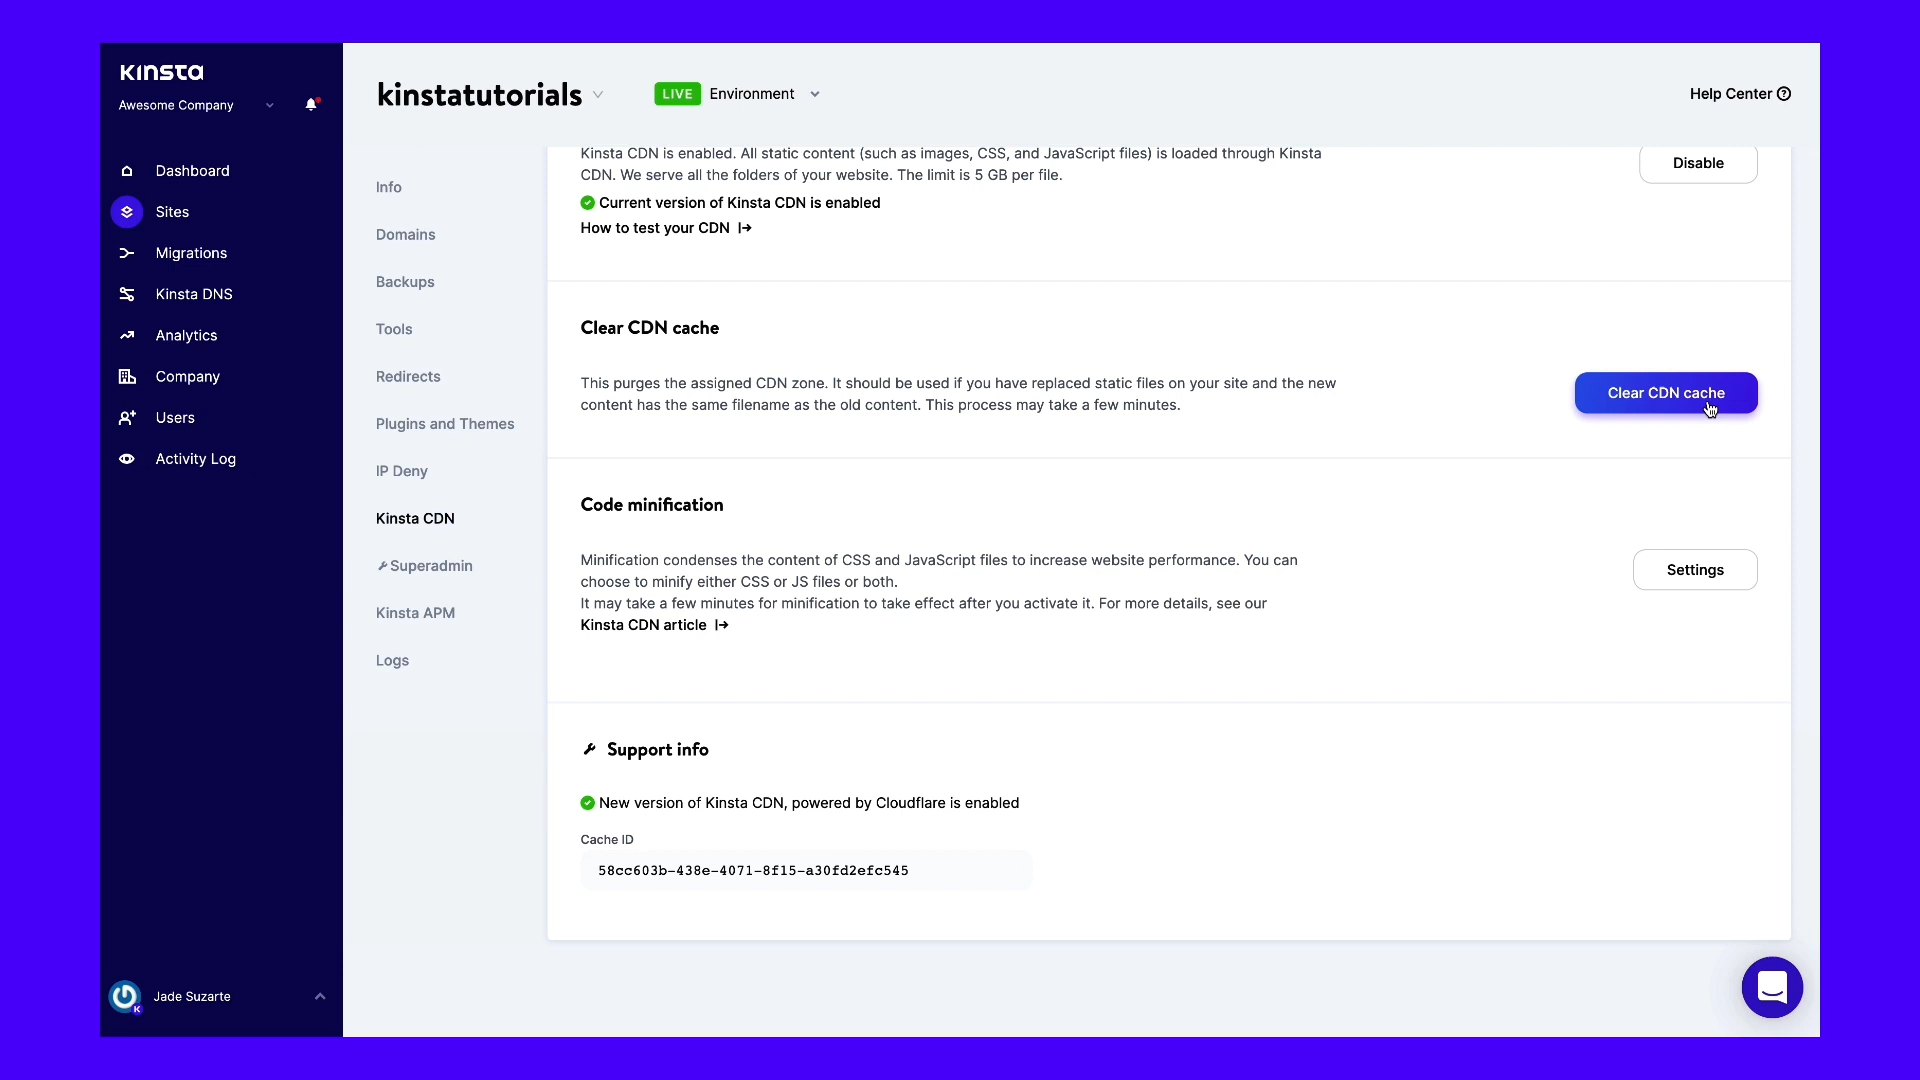 Kinsta
Awesome Company
Dashboard
Sites
Migrations
Kinsta DNS
Analytics
Company
Users
Activity Log
Jade Suzarte
K
kinstatutorials
LIVE Environment
Help Center
Info
Domains
Backups
Tools
Redirects
Plugins and Themes
IP Deny
Kinsta CDN
Superadmin
Kinsta APM
Logs
Kinsta CDN is enabled. All static content (such as images, CSS, and JavaScript files) is loaded through Kinsta
CDN. We serve all the folders of your website. The limit is 5 GB per file.
Disable
Current version of Kinsta CDN is enabled
How to test your CDN
Clear CDN cache
This purges the assigned CDN zone. It should be used if you have replaced static files on your site and the new
content has the same filename as the old content. This process may take a few minutes.
Clear CDN cache
Code minification
Minification condenses the content of CSS and JavaScript files to increase website performance. You can
choose to minify either CSS or JS files or both.
It may take a few minutes for minification to take effect after you activate it. For more details, see our
Kinsta CDN article
Settings
Support info
New version of Kinsta CDN, powered by Cloudflare is enabled
Cache ID
58cc603b-438e-4071-8f15-a30fd2efc545